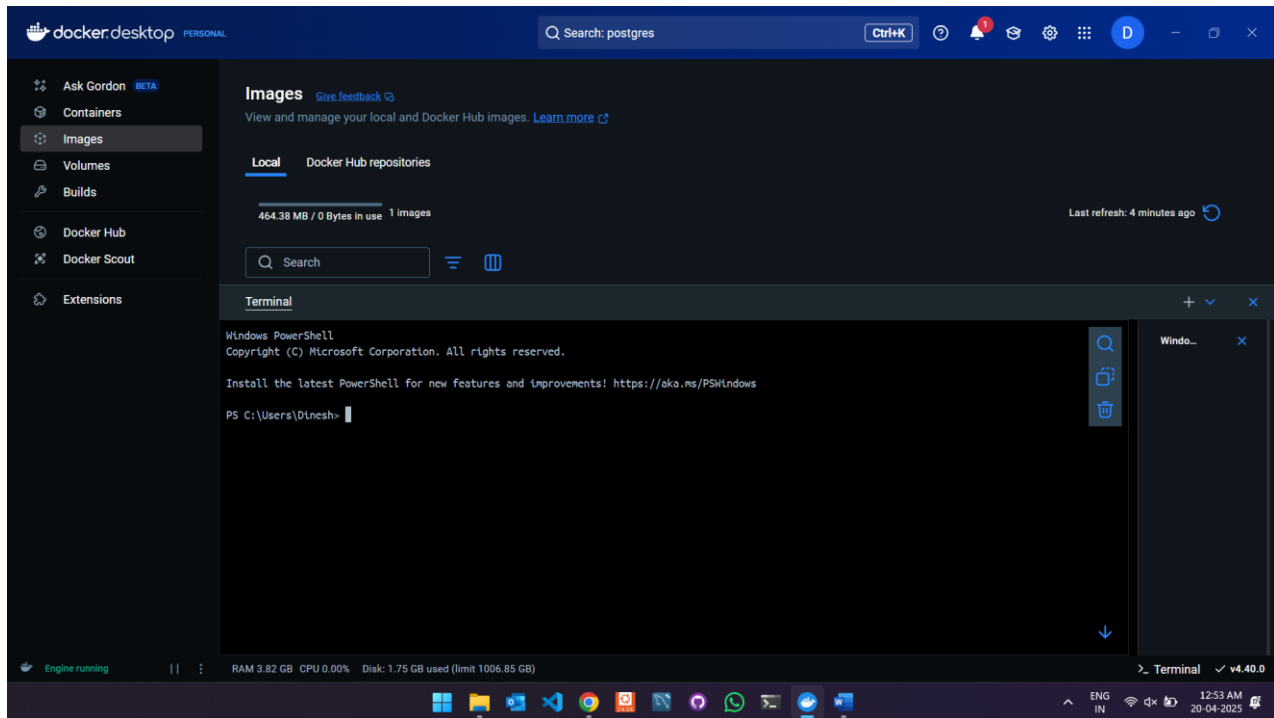 docker.desktop PERSONAL
Search: postgres
Ctrl+K
1
D
Ask Gordon BETA
Containers
Images
Volumes
Builds
Docker Hub
Docker Scout
Extensions
Images Give feedback
View and manage your local and Docker Hub images. Learn more
Local Docker Hub repositories
464.38 MB / 0 Bytes in use 1 images
Last refresh: 4 minutes ago
Search
Terminal
Windows PowerShell
Copyright (C) Microsoft Corporation. All rights reserved.
Install the latest PowerShell for new features and improvements! https://aka.ms/PSWindows
PS C:\Users\Dinesh>
Windo...
Engine running
RAM 3.82 GB CPU 0.00% Disk: 1.75 GB used (limit 1006.85 GB)
>_ Terminal v4.40.0
24.04
W
ENG
IN
12:53 AM
20-04-2025